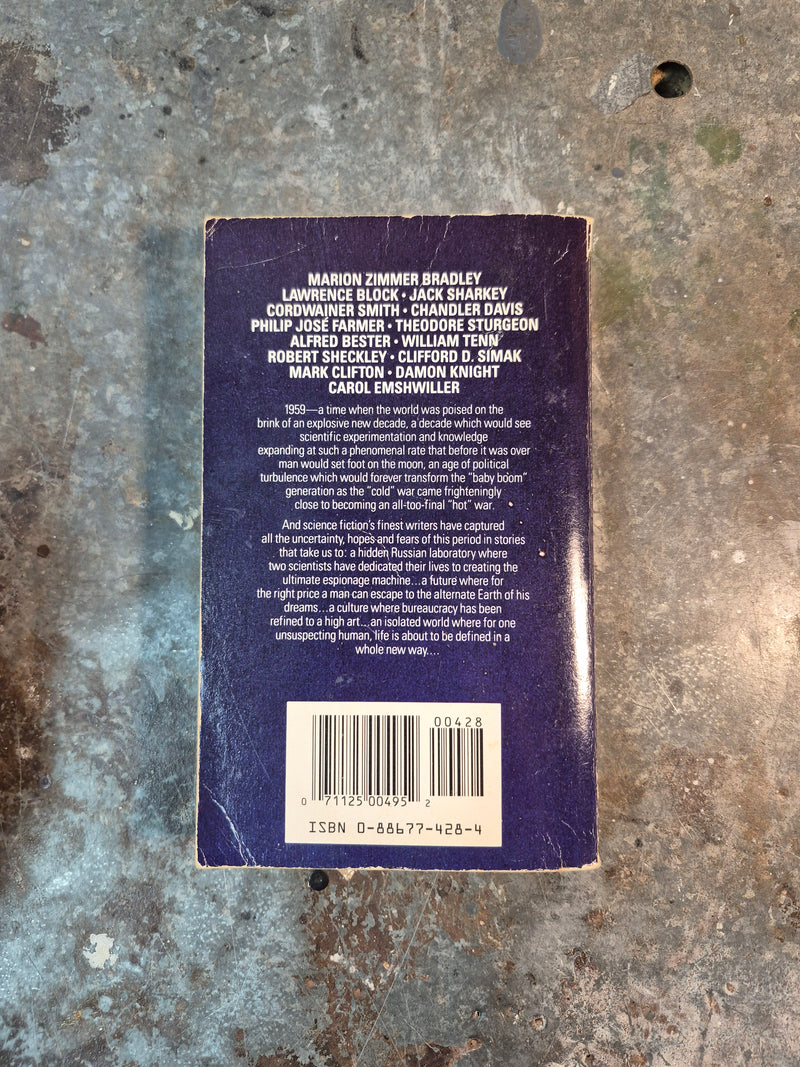 MARION ZIMMER BRADLEY
LAWRENCE BLOCK • JACK SHARKEY
CORDWAINER SMITH • CHANDLER DAVIS
PHILIP JOSÉ FARMER • THEODORE STURGEON
ALFRED BESTER • WILLIAM TENN
ROBERT SHECKLEY • CLIFFORD D. SIMAK
MARK CLIFTON • DAMON KNIGHT
CAROL EMSHWILLER
1959—a time when the world was poised on the
brink of an explosive new decade, a decade which would see
scientific experimentation and knowledge
expanding at such a phenomenal rate that before it was over
man would set foot on the moon, an age of political
turbulence which would forever transform the "baby boom"
generation as the "cold" war came frighteningly
close to becoming an all-too-final "hot" war.
And science fiction's finest writers have captured
all the uncertainty, hopes and fears of this period in stories
that take us to: a hidden Russian laboratory where
two scientists have dedicated their lives to creating the
ultimate espionage machine...a future where for
the right price a man can escape to the alternate Earth of his
dreams...a culture where bureaucracy has been
refined to a high art...an isolated world where for one
unsuspecting human, life is about to be defined in a
whole new way....
00428
0 71125 00495 2
ISBN 0-88677-428-4